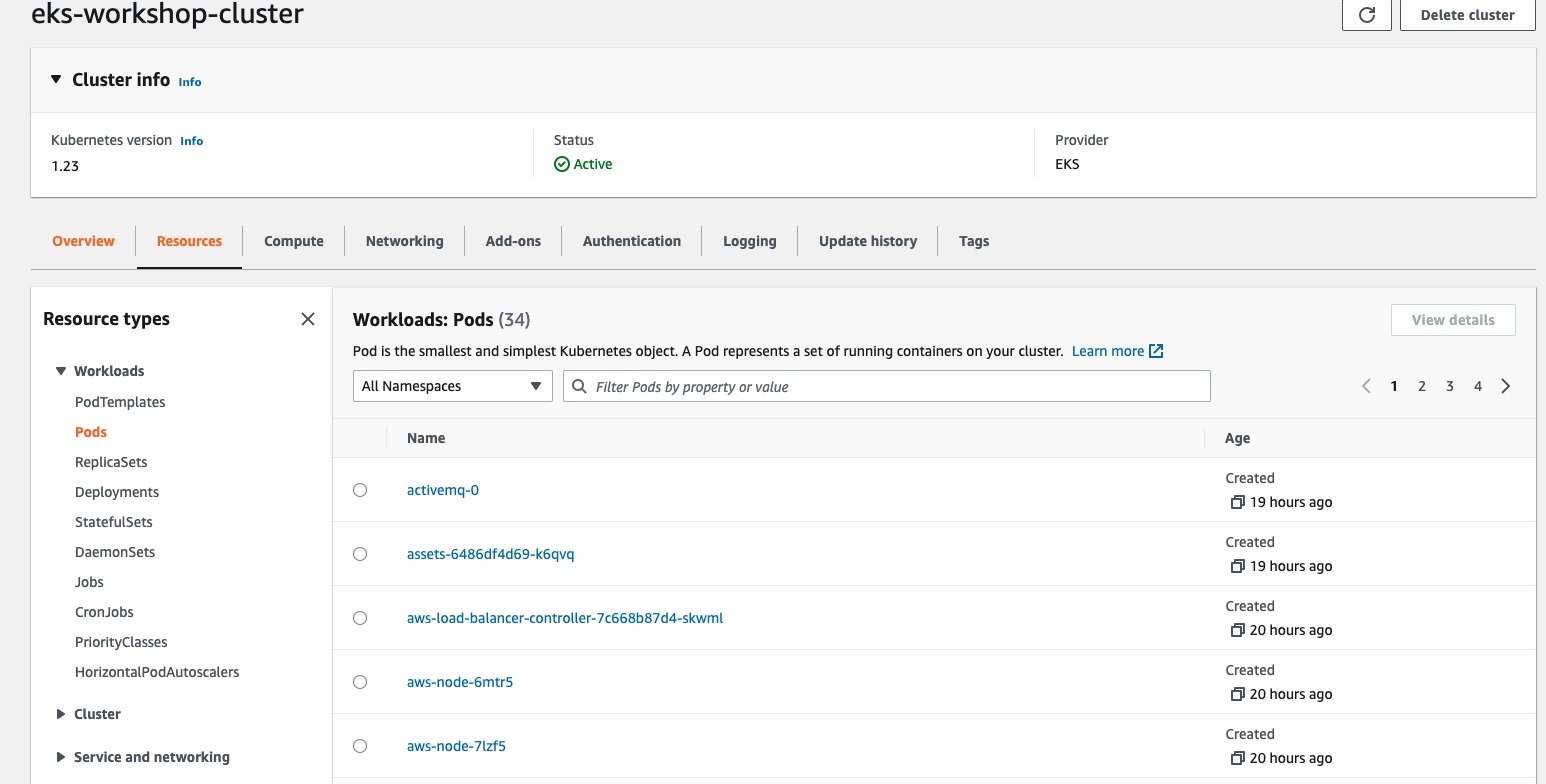 eks-workshop-cluster
Delete cluster
Cluster info Info
Kubernetes version Info
1.23
Status
Active
Provider
EKS
Overview Resources Compute Networking Add-ons Authentication Logging Update history Tags
Resource types
Workloads
PodTemplates
Pods
ReplicaSets
Deployments
StatefulSets
DaemonSets
Jobs
CronJobs
PriorityClasses
HorizontalPodAutoscalers
Cluster
Service and networking
Workloads: Pods (34)
View details
Pod is the smallest and simplest Kubernetes object. A Pod represents a set of running containers on your cluster. Learn more
All Namespaces
Filter Pods by property or value
1 2 3 4
Name Age
activemq-0
Created
19 hours ago
assets-6486df4d69-k6qvq
Created
19 hours ago
aws-load-balancer-controller-7c668b87d4-skwml
Created
20 hours ago
aws-node-6mtr5
Created
20 hours ago
aws-node-7lzf5
Created
20 hours ago